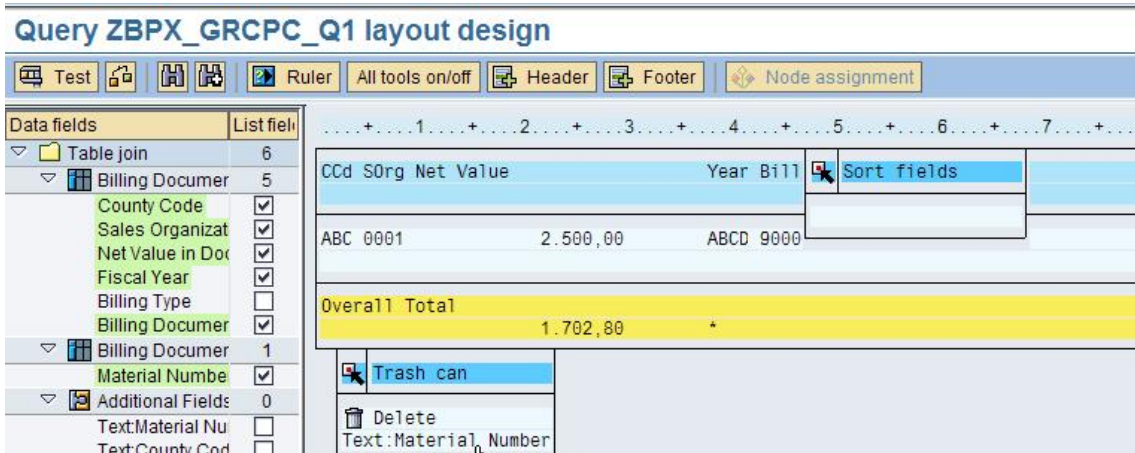 Query ZBPX_GRCPC_Q1 layout design
Test Ruler All tools on/off Header Footer Node assignment
Data fields List field
Table join 6
Billing Documer 5
County Code
Sales Organizat
Net Value in Doc
Fiscal Year
Billing Type
Billing Documer
Billing Documer 1
Material Numbe
Additional Fields 0
Text:Material Nu
Text:County Cod
....+....1....+....2....+....3....+....4....+....5....+....6....+....7....+...
CCd SOrg Net Value Year Bill
Sort fields
ABC 0001 2.500,00 ABCD 9000
Overall Total
1.702,80 *
Trash can
Delete
Text:Material Number